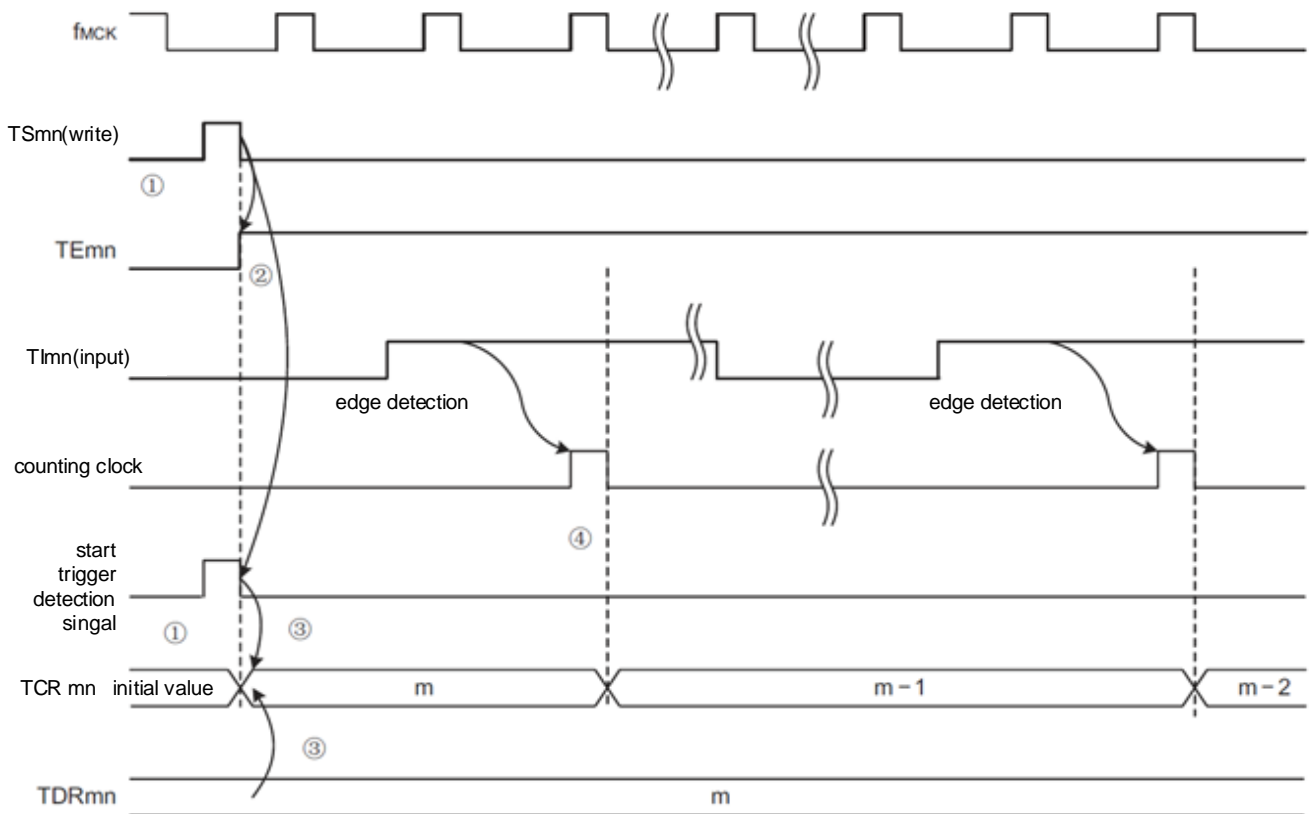 fMCK
TSmn(write)
①
TEmn
②
TImn(input)
edge detection edge detection
counting clock
④
start
trigger
detection
singal
① ③
TCR mn initial value m m－1 m－2
③
TDRmn m